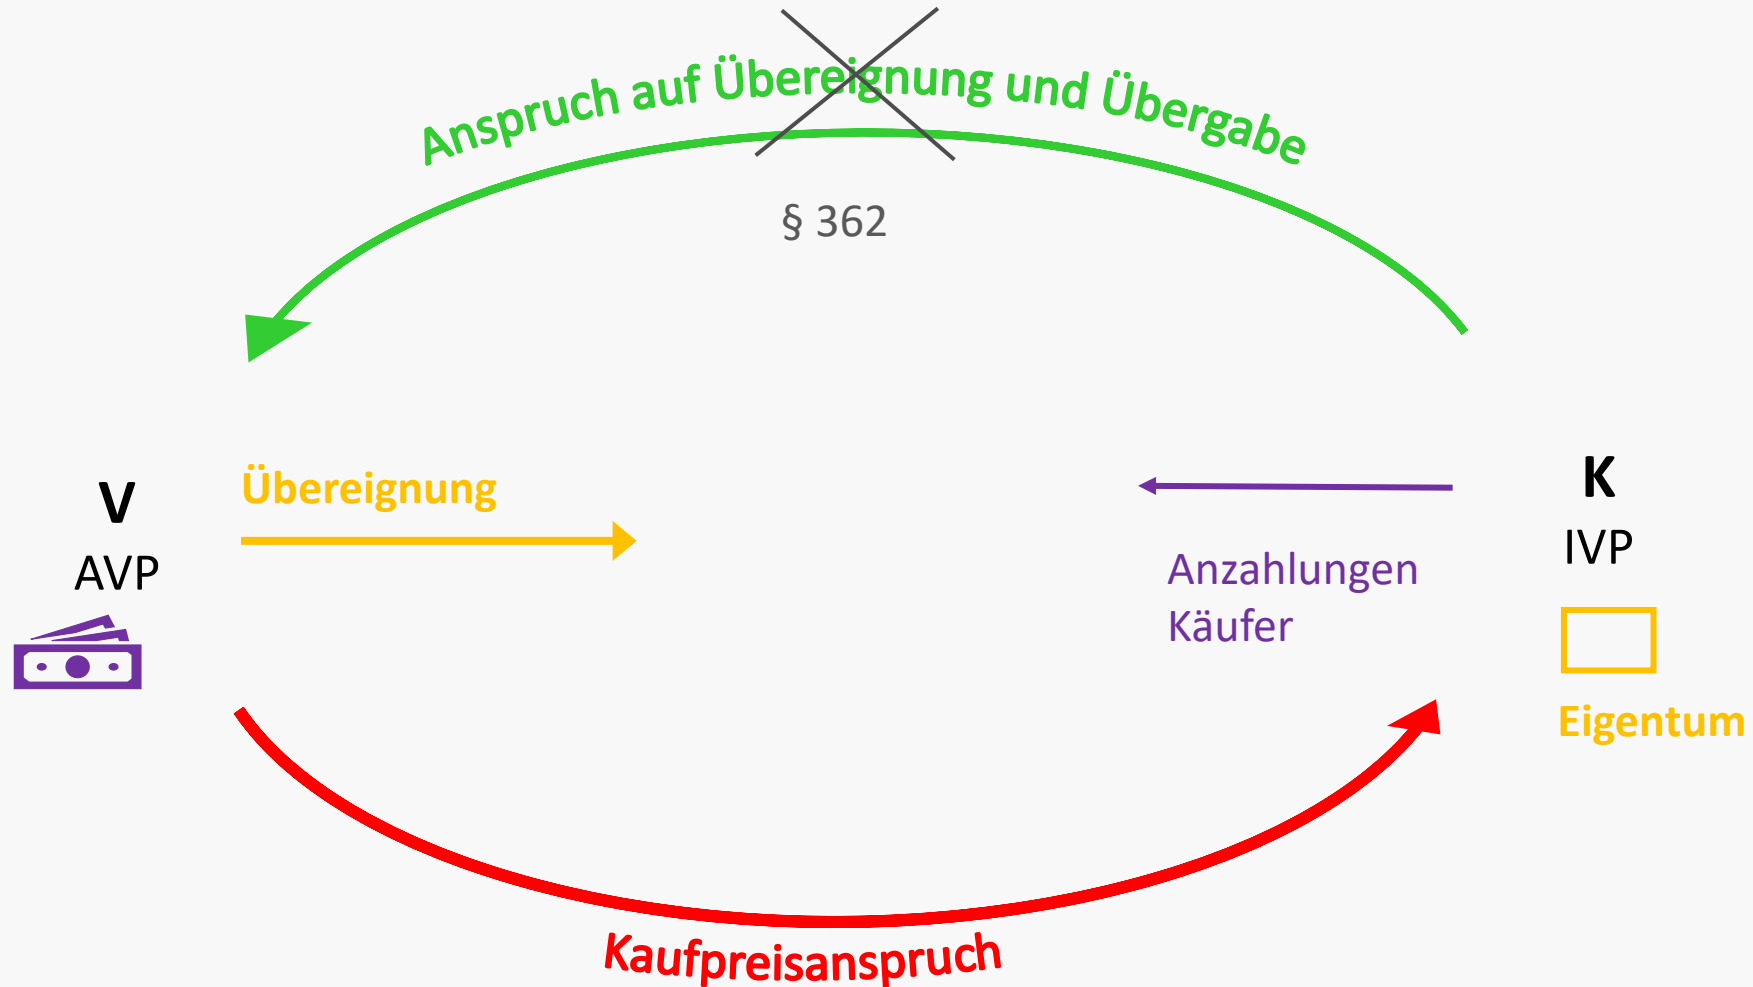 Anspruch auf Übereignung und Übergabe
§ 362
V
AVP
Übereignung
Anzahlungen
Käufer
K
IVP
Eigentum
Kaufpreisanspruch